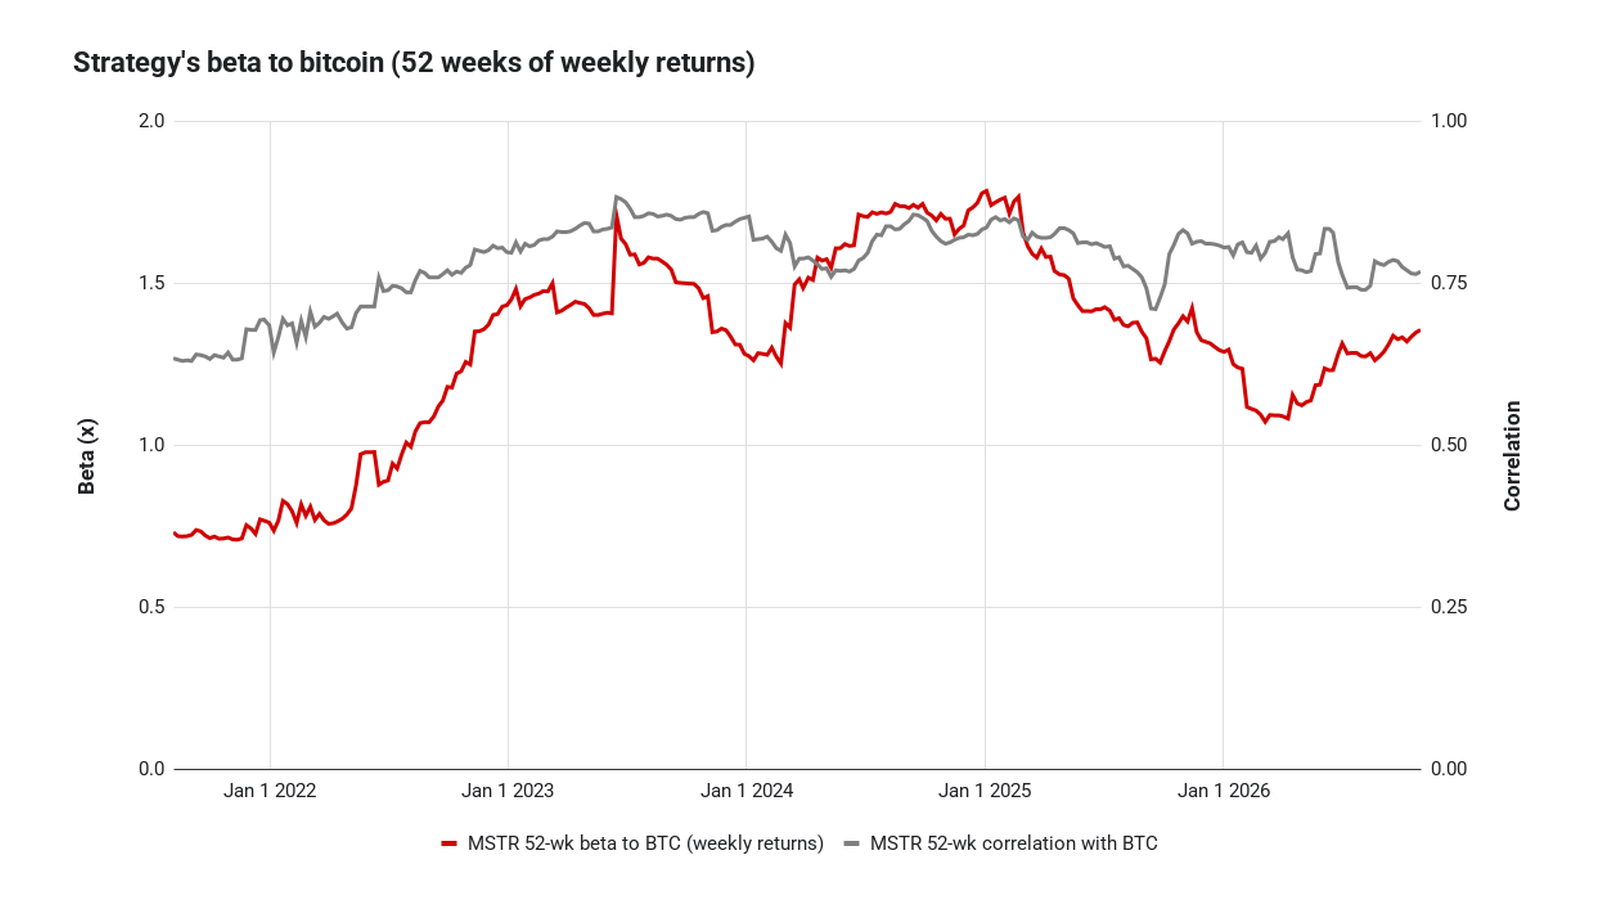 Strategy's beta to bitcoin (52 weeks of weekly returns)
2.0
1.5
1.0
0.5
0.0
Beta (x)
1.00
0.75
0.50
0.25
0.00
Correlation
Jan 1 2022
Jan 1 2023
Jan 1 2024
Jan 1 2025
Jan 1 2026
MSTR 52-wk beta to BTC (weekly returns)
MSTR 52-wk correlation with BTC